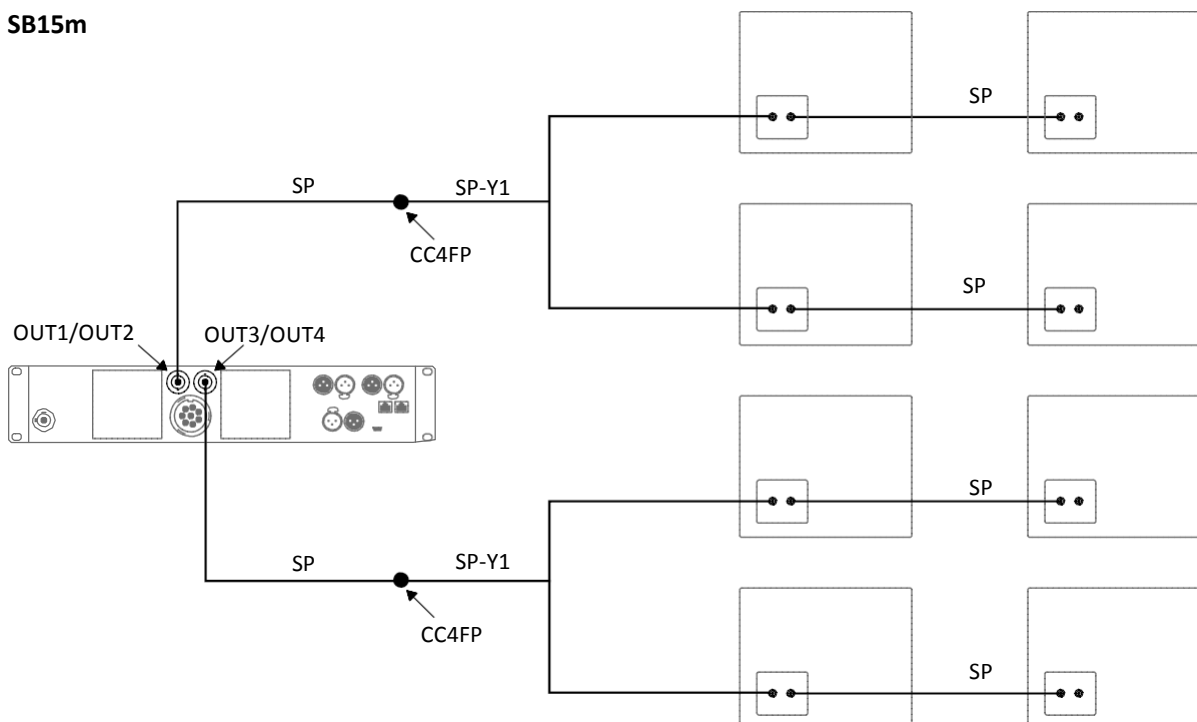 SB15m
SP
SP
SP-Y1
CC4FP
SP
OUT1/OUT2
OUT3/OUT4
SP
SP
SP-Y1
CC4FP
SP